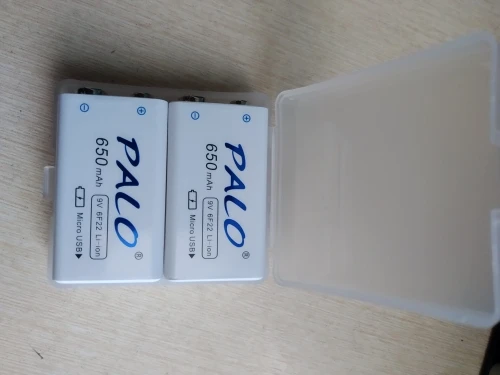 PALO®
650 mAh
9V 6F22 Li-ion
Micro USB
PALO®
650 mAh
9V 6F22 Li-ion
Micro USB